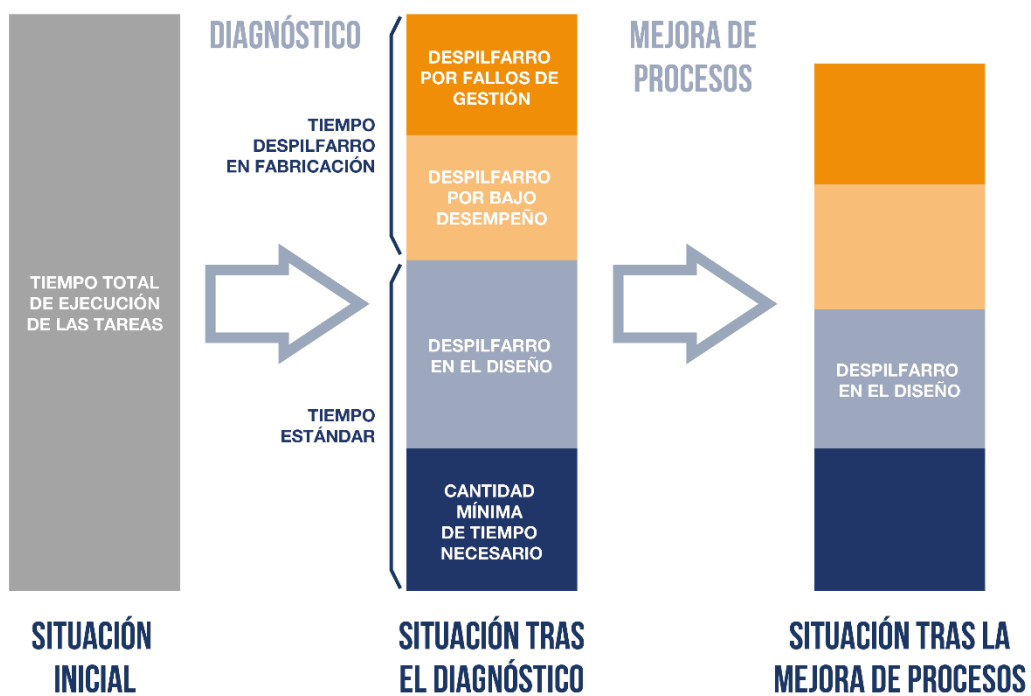 DIAGNÓSTICO
MEJORA DE
PROCESOS
TIEMPO TOTAL
DE EJECUCIÓN
DE LAS TAREAS
TIEMPO
DESPILFARRO
EN FABRICACIÓN
TIEMPO
ESTÁNDAR
DESPILFARRO
POR FALLOS DE
GESTIÓN
DESPILFARRO
POR BAJO
DESEMPEÑO
DESPILFARRO
EN EL DISEÑO
CANTIDAD
MÍNIMA
DE TIEMPO
NECESARIO
DESPILFARRO
EN EL DISEÑO
SITUACIÓN
INICIAL
SITUACIÓN TRAS
EL DIAGNÓSTICO
SITUACIÓN TRAS LA
MEJORA DE PROCESOS